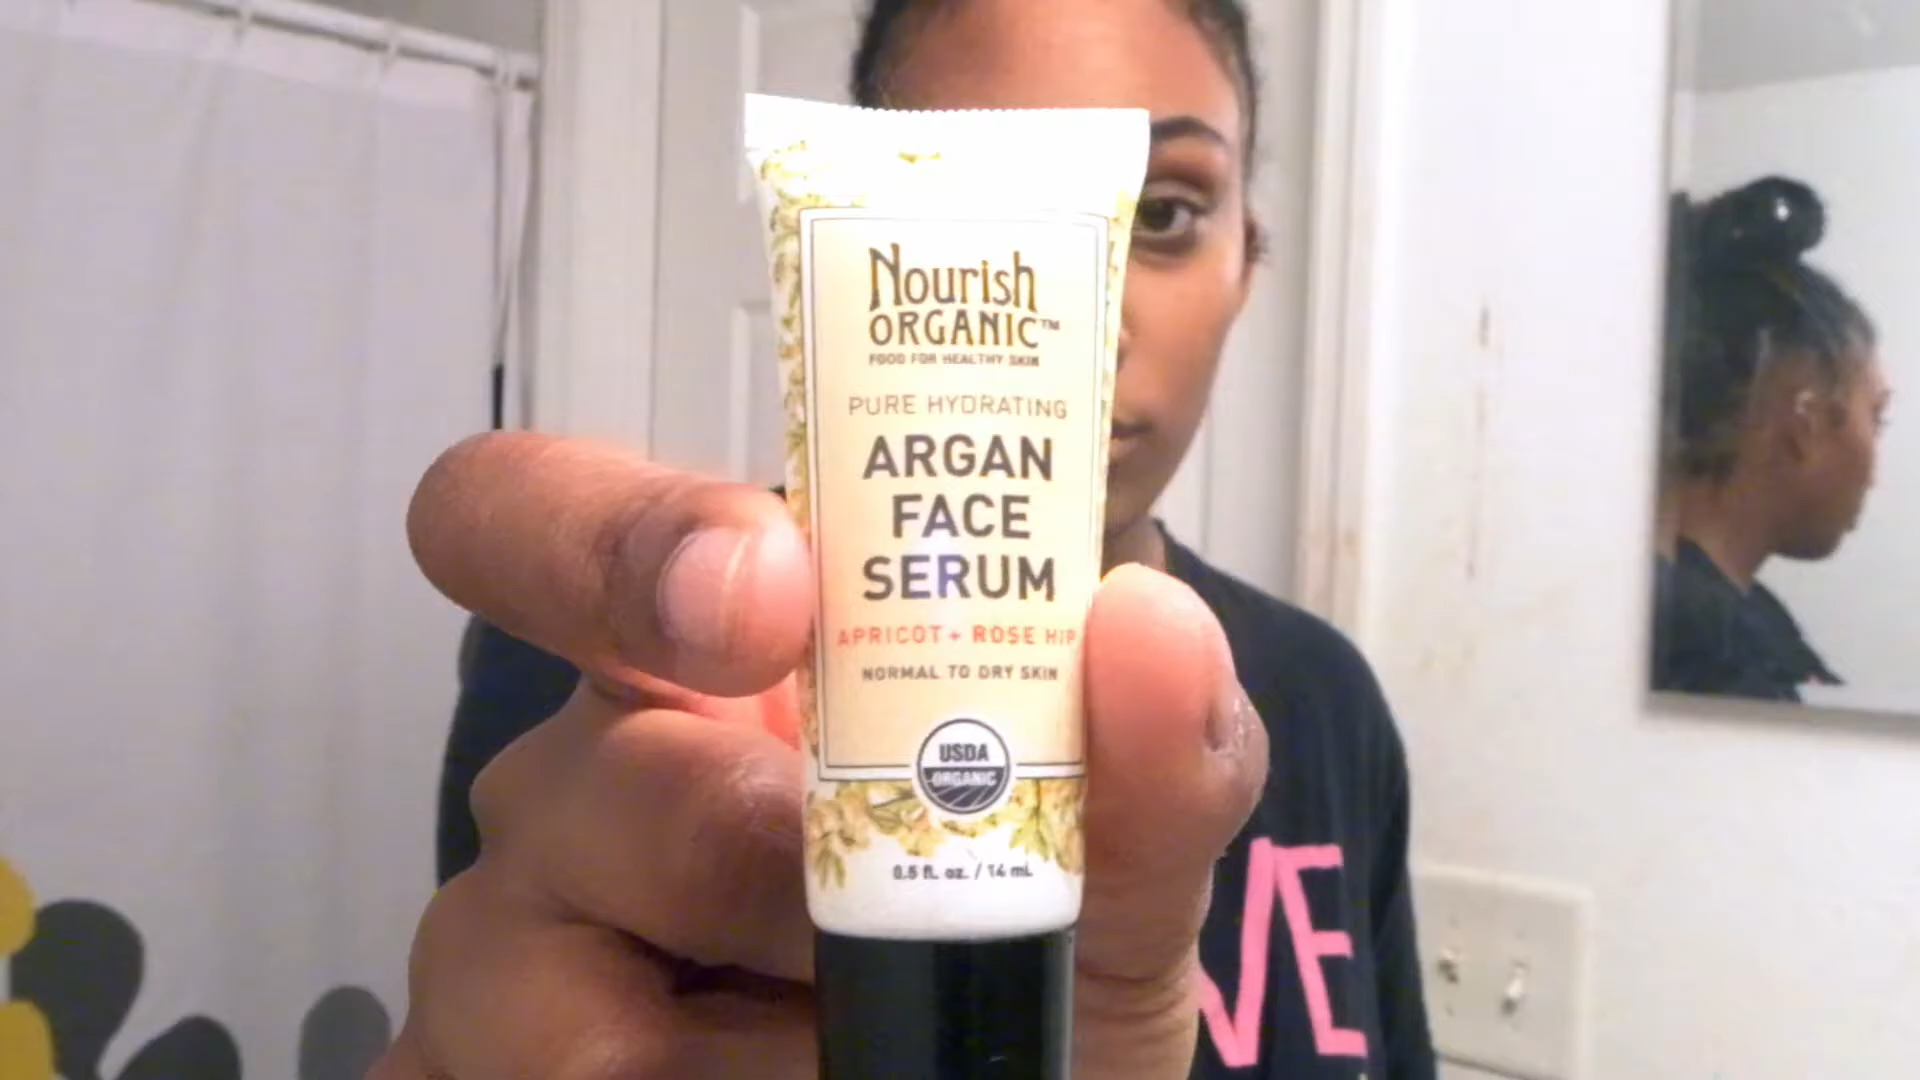 Nourish
ORGANIC™
FOOD FOR HEALTHY SKIN
PURE HYDRATING
ARGAN
FACE
SERUM
APRICOT + ROSE HIP
NORMAL TO DRY SKIN
USDA
ORGANIC
0.5 fl. oz. / 14 mL
VE